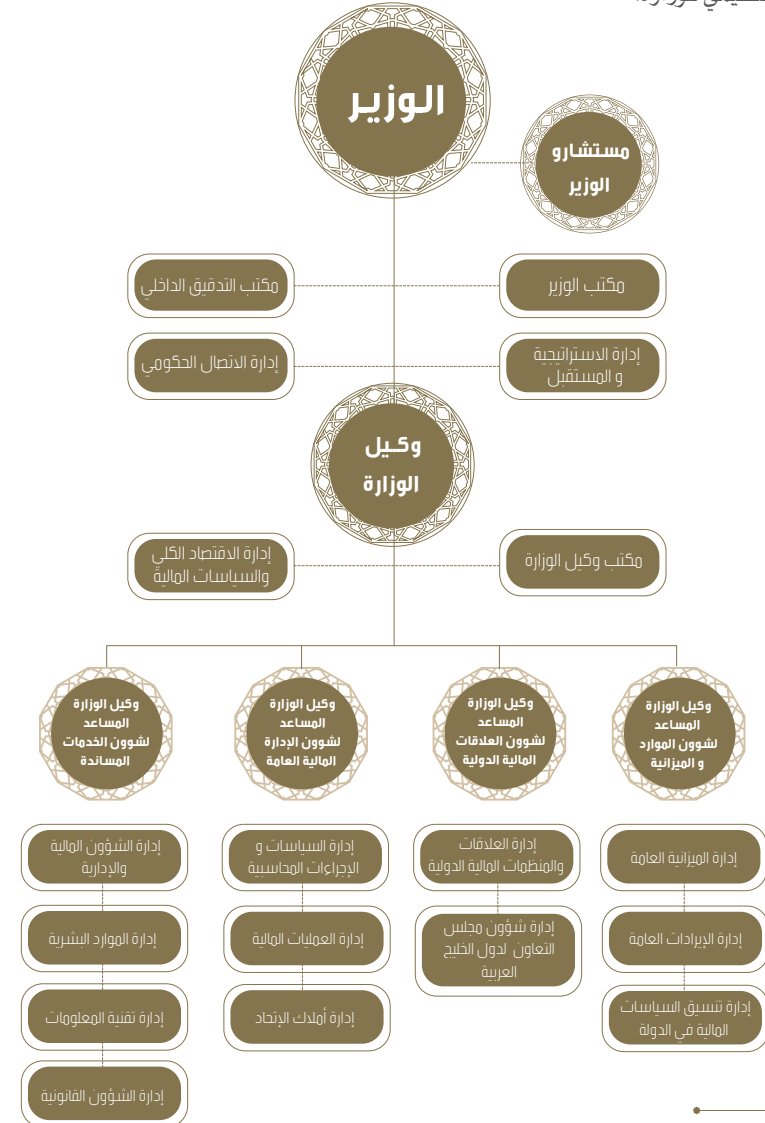 الوزير
مستشارو
الوزير
مكتب الوزير
مكتب التدقيق الداخلي
إدارة الاستراتيجية
و المستقبل
إدارة الاتصال الحكومي
وكيل
الوزارة
مكتب وكيل الوزارة
إدارة الاقتصاد الكلي
والسياسات المالية
وكيل الوزارة
المساعد
لشوون الموارد
و الميزانية
وكيل الوزارة
المساعد
لشوون العلاقات
المالية الدولية
وكيل الوزارة
المساعد
لشوون الإدارة
المالية العامة
وكيل الوزارة
المساعد
لشوون الخدمات
المساندة
إدارة الميزانية العامة
إدارة الإيرادات العامة
إدارة تنسيق السياسات
المالية في الدولة
إدارة العلاقات
والمنظمات المالية الدولية
إدارة شؤون مجلس
التعاون لدول الخليج
العربية
إدارة السياسات و
الإجراءات المحاسبية
إدارة العمليات المالية
إدارة أملاك الإتحاد
إدارة الشؤون المالية
والإدارية
إدارة الموارد البشرية
إدارة تقنية المعلومات
إدارة الشؤون القانونية